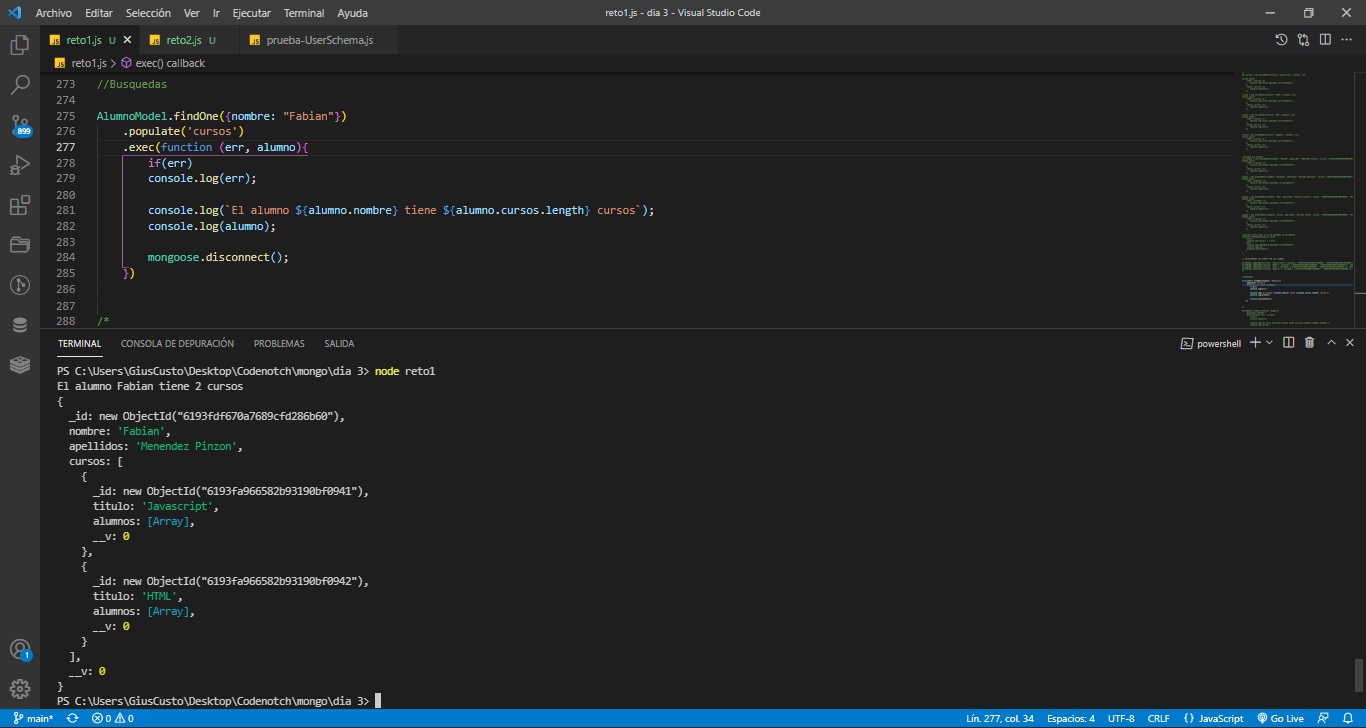 Archivo Editar Selección Ver Ir Ejecutar Terminal Ayuda reto1.js - dia 3 - Visual Studio Code
reto1.js U reto2.js U prueba-UserSchema.js
reto1.js > exec() callback
273 //Busquedas
274
275 AlumnoModel.findOne({nombre: "Fabian"})
276 .populate('cursos')
277 .exec(function (err, alumno){
278 if(err)
279 console.log(err);
280
281 console.log(`El alumno ${alumno.nombre} tiene ${alumno.cursos.length} cursos`);
282 console.log(alumno);
283
284 mongoose.disconnect();
285 })
286
287
288 /*
899
TERMINAL CONSOLA DE DEPURACIÓN PROBLEMAS SALIDA powershell
PS C:\Users\GiusCusto\Desktop\Codenotch\mongo\dia 3> node reto1
El alumno Fabian tiene 2 cursos
{
_id: new ObjectId("6193fdf670a7689cfd286b60"),
nombre: 'Fabian',
apellidos: 'Menendez Pinzon',
cursos: [
{
_id: new ObjectId("6193fa966582b93190bf0941"),
titulo: 'Javascript',
alumnos: [Array],
__v: 0
},
{
_id: new ObjectId("6193fa966582b93190bf0942"),
titulo: 'HTML',
alumnos: [Array],
__v: 0
}
],
__v: 0
}
PS C:\Users\GiusCusto\Desktop\Codenotch\mongo\dia 3>
1
main* 0 0 Lín. 277, col. 34 Espacios: 4 UTF-8 CRLF {} JavaScript Go Live